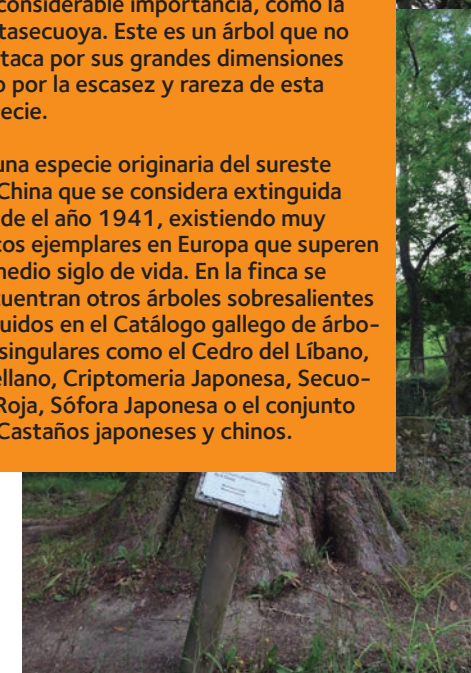 considerable importancia, como la
tasecuoya. Este es un árbol que no
taca por sus grandes dimensiones
o por la escasez y rareza de esta
ecie.
una especie originaria del sureste
China que se considera extinguida
de el año 1941, existiendo muy
cos ejemplares en Europa que superen
medio siglo de vida. En la finca se
cuentran otros árboles sobresalientes
uidos en el Catálogo gallego de árbo-
singulares como el Cedro del Líbano,
ellano, Criptomeria Japonesa, Secuo-
Roja, Sófora Japonesa o el conjunto
Castaños japoneses y chinos.